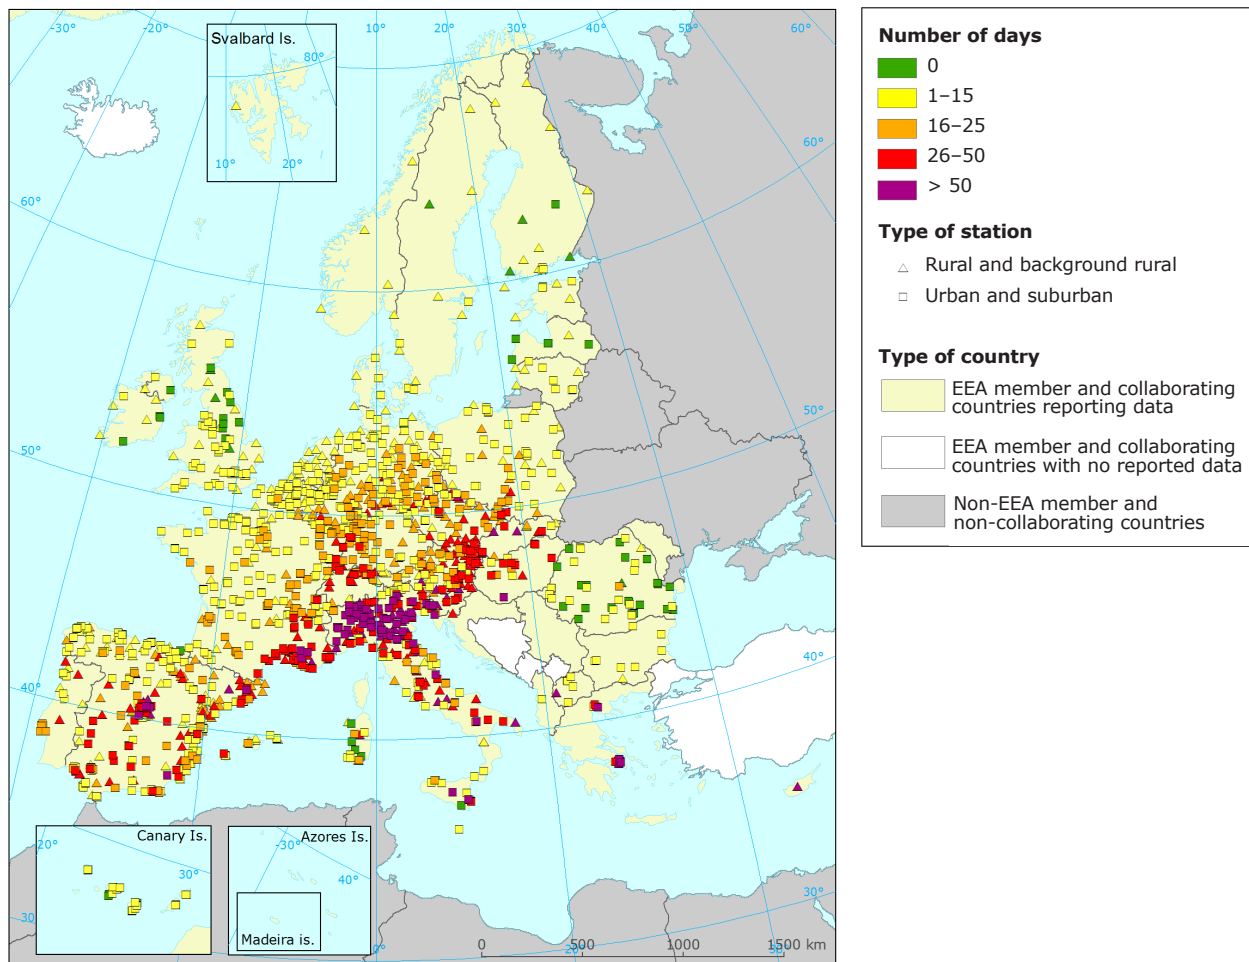 -30°
-20°
10°
20°
30°
40°
50°
60°
Svalbard Is.
80°
10°
20°
60°
60°
50°
50°
40°
40°
Canary Is.
20°
30°
Azores Is.
-30°
40°
Madeira is.
30°
30
0°
20°
0
500
1000
1500 km
Number of days
0
1–15
16–25
26–50
> 50
Type of station
Rural and background rural
Urban and suburban
Type of country
EEA member and collaborating
countries reporting data
EEA member and collaborating
countries with no reported data
Non-EEA member and
non-collaborating countries